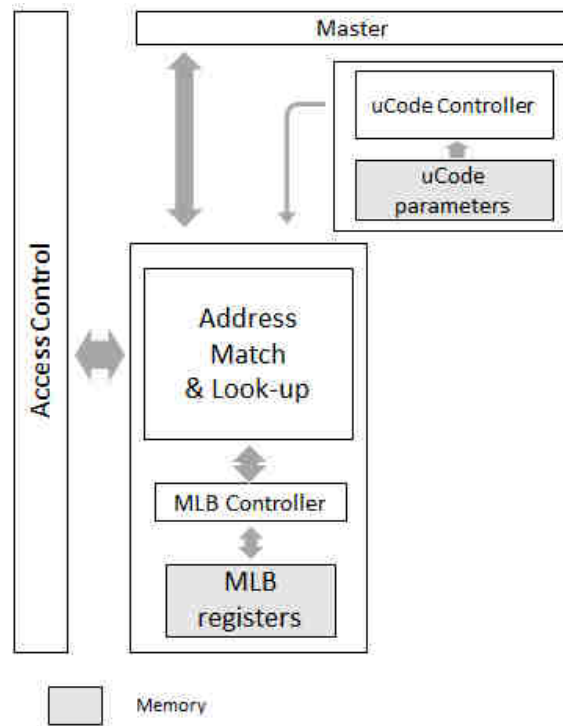 Master
uCode Controller
uCode
parameters
Access Control
Address
Match
& Look-up
MLB Controller
MLB
registers
Memory